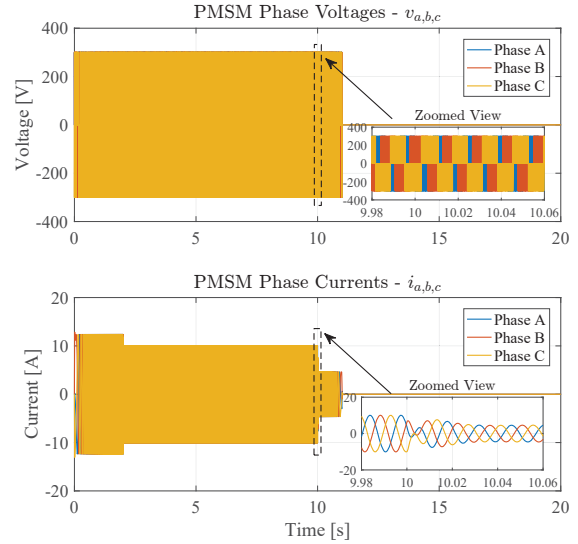 PMSM Phase Voltages - v_{a,b,c}
400
200
0
-200
-400
Voltage [V]
Phase A
Phase B
Phase C
Zoomed View
400
200
0
-200
-400
9.98 10 10.02 10.04 10.06
0 5 10 15 20
PMSM Phase Currents - i_{a,b,c}
20
10
0
-10
-20
Current [A]
Phase A
Phase B
Phase C
Zoomed View
20
0
-20
9.98 10 10.02 10.04 10.06
0 5 10 15 20
Time [s]